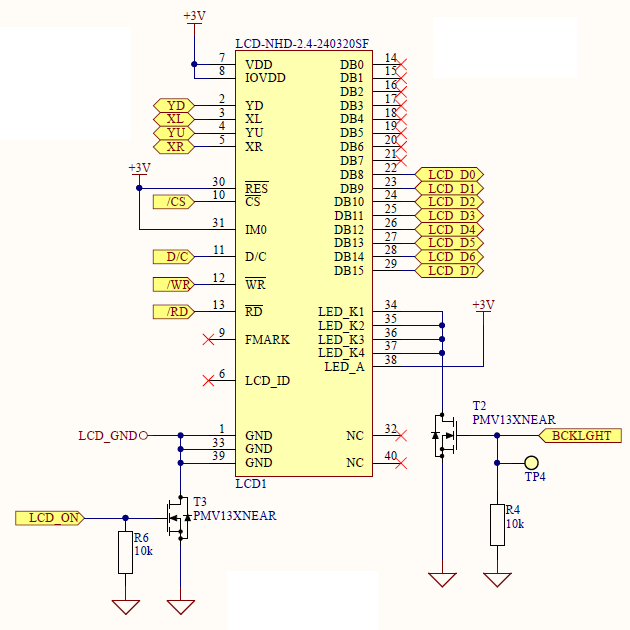 +3V
LCD-NHD-2.4-240320SF
7 VDD DB0 14
8 IOVDD DB1 15
DB2 16
2 YD DB3 17
YD
3 XL DB4 18
XL
4 YU DB5 19
YU
5 XR DB6 20
XR
DB7 21
+3V
DB8 22 LCD_D0
30 RES DB9 23 LCD_D1
/CS 10 CS DB10 24 LCD_D2
DB11 25 LCD_D3
31 IM0 DB12 26 LCD_D4
DB13 27 LCD_D5
D/C 11 D/C DB14 28 LCD_D6
DB15 29 LCD_D7
/WR 12 WR
/RD 13 RD LED_K1 34
+3V
LED_K2 35
9 FMARK LED_K3 36
LED_K4 37
LED_A 38
6 LCD_ID
T2
PMV13XNEAR
LCD_GND 1 GND NC 32
BCKLGHT
33 GND
39 GND NC 40
TP4
LCD1
T3
PMV13XNEAR
R4
10k
LCD_ON
R6
10k